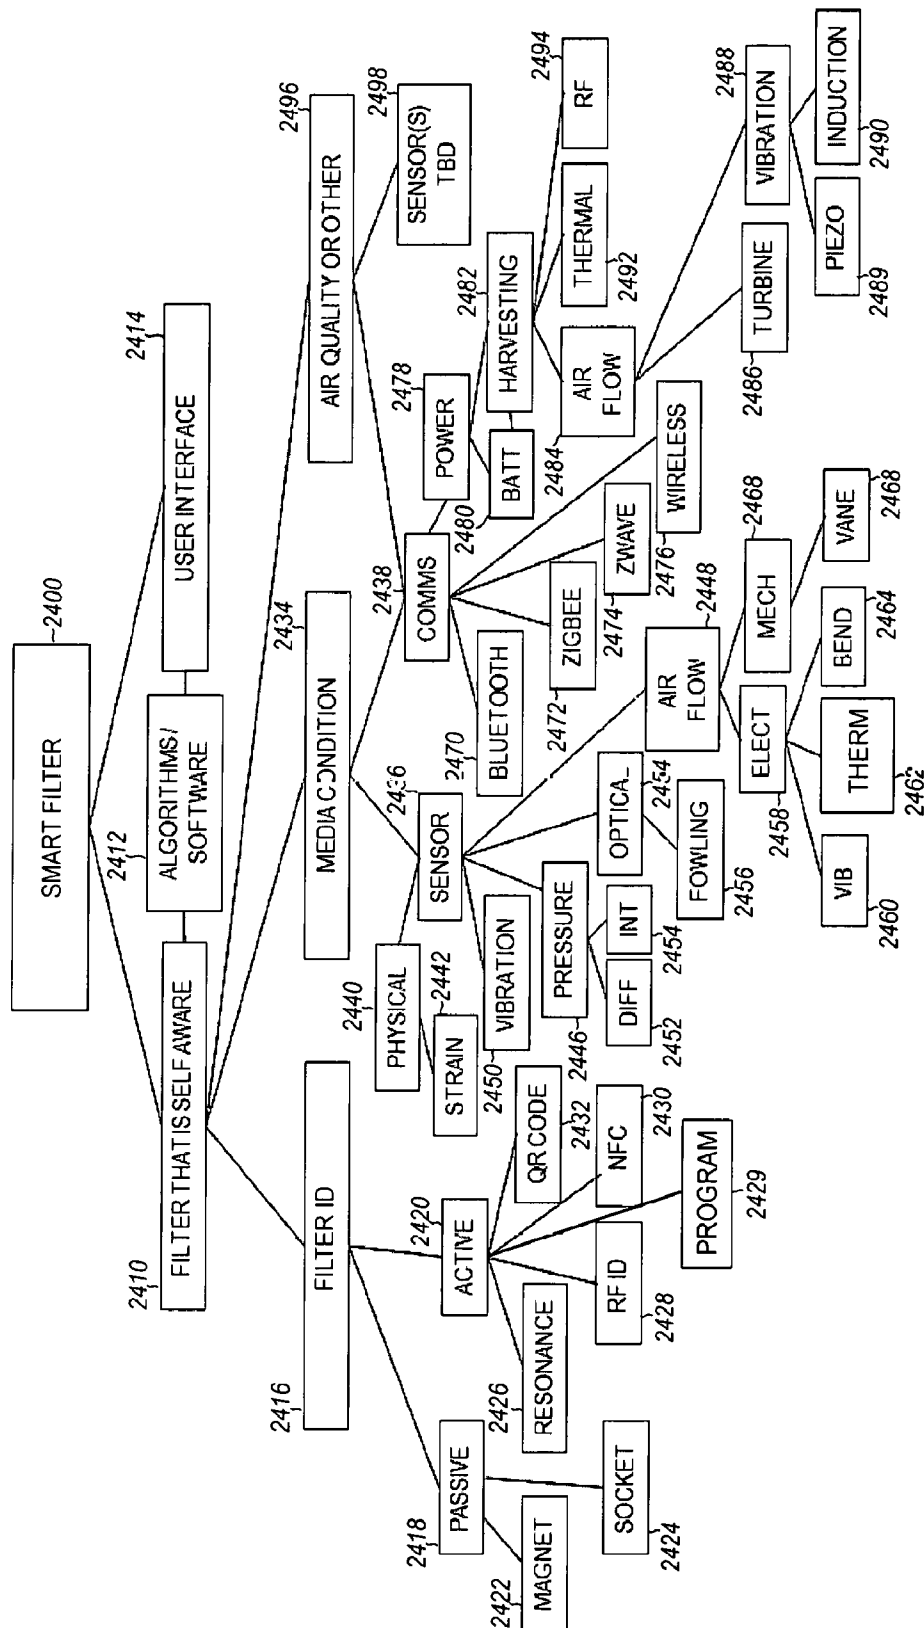 SMART FILTER
2400
2412
ALGORITHMS/
SOFTWARE
USER INTERFACE
2414
2410
FILTER THAT IS SELF AWARE
2416
FILTER ID
MEDIA CONDITION
2434
AIR QUALITY OR OTHER
2496
2418
PASSIVE
2422
MAGNET
SOCKET
2424
2420
ACTIVE
2426
RESONANCE
RFID
2428
PROGRAM
2429
NFC
2430
QR CODE
2432
2436
SENSOR
2440
PHYSICAL
STRAIN
2442
VIBRATION
2450
PRESSURE
2446
DIFF
2452
INT
2454
OPTICAL
2454
FOWLING
2456
AIR
FLOW
2448
ELECT
2458
VIB
2460
THERM
2462
BEND
2464
MECH
2468
VANE
2468
2438
COMMS
BLUETOOTH
2470
ZIGBEE
2472
ZWAVE
2474
WIRELESS
2476
POWER
2478
BATT
2480
HARVESTING
2482
AIR
FLOW
2484
TURBINE
2486
VIBRATION
2488
PIEZO
2489
INDUCTION
2490
THERMAL
2492
RF
2494
SENSOR(S)
TBD
2498